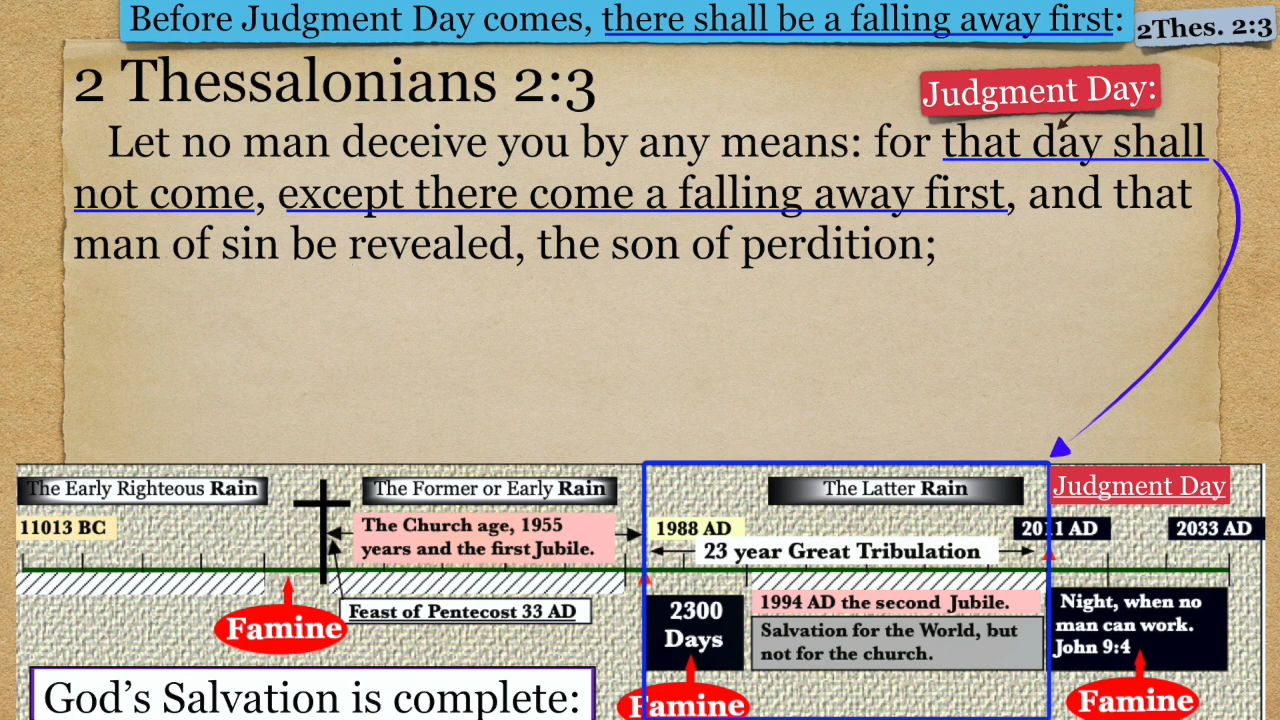 Before Judgment Day comes, there shall be a falling away first:
2Thes. 2:3
2 Thessalonians 2:3
Judgment Day:
Let no man deceive you by any means: for that day shall
not come, except there come a falling away first, and that
man of sin be revealed, the son of perdition;
The Early Righteous Rain
The Former or Early Rain
The Latter Rain
Judgment Day
11013 BC
The Church age, 1955
years and the first Jubile.
1988 AD
2011 AD
2033 AD
23 year Great Tribulation
Feast of Pentecost 33 AD
Famine
2300
Days
1994 AD the second Jubile.
Salvation for the World, but
not for the church.
Night, when no
man can work.
John 9:4
God's Salvation is complete:
Famine
Famine